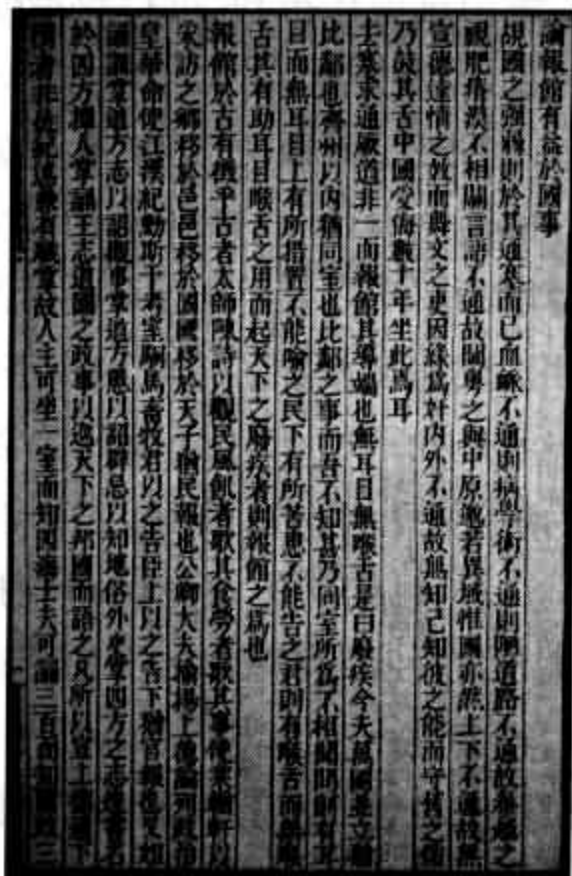 論報館有益於國事
覘國之強弱則於其通塞而已血脈不通則病學術不通則陋道路不通故秦越之
視肥瘠漠不相關言語不通故閩粵之與中原邈若異域惟國亦然上下不通故無
宣德達情之效而舞文之吏因緣為奸內外不通故無知己知彼之能而守舊之儒
乃鼓其舌中國受侮數十年坐此焉耳
去塞求通厥道非一而報館其導端也無耳目無喉舌是曰廢疾今夫萬國並立猶
比鄰也齊州以內猶同室也比鄰之事而吾不知甚乃同室所為不相聞問則有耳
目而無耳目上有所措置不能喻之民下有所苦患不能告之君則有喉舌而無喉
舌其有助耳目喉舌之用而起天下之廢疾者則報館之為也
報館於古有徵乎古者太師陳詩以觀民風飢者歌其食勞者歌其事使乘輶軒以
采訪之鄉移於邑邑移於國國移於天子猶民報也公卿大夫揄揚上德論列政治
皇華命使江漢紀勳斯干考室駉馬畜牧君以之告臣上以之告下猶官報也又如
誦訓掌道方志以詔觀事掌道方慝以詔辟忌以知地俗外史掌四方之志達書名
於四方撢人掌誦王志道國之政事以巡天下之邦國而語之凡所以宣上德通下
情者非徒紀述兼有職掌故人主可坐一室而知四海士夫可誦三百而知國政三